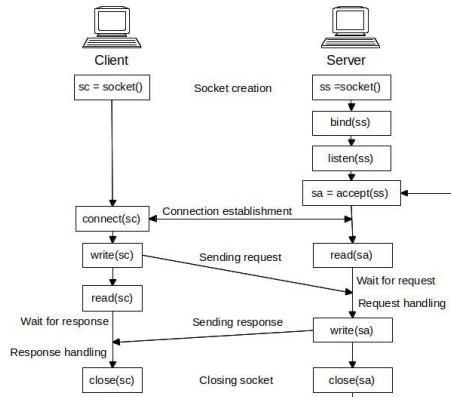 Client
Server
sc = socket()
Socket creation
ss =socket()
bind(ss)
listen(ss)
sa = accept(ss)
connect(sc)
Connection establishment
write(sc)
Sending request
read(sa)
Wait for request
read(sc)
Request handling
Wait for response
Sending response
write(sa)
Response handling
close(sc)
Closing socket
close(sa)